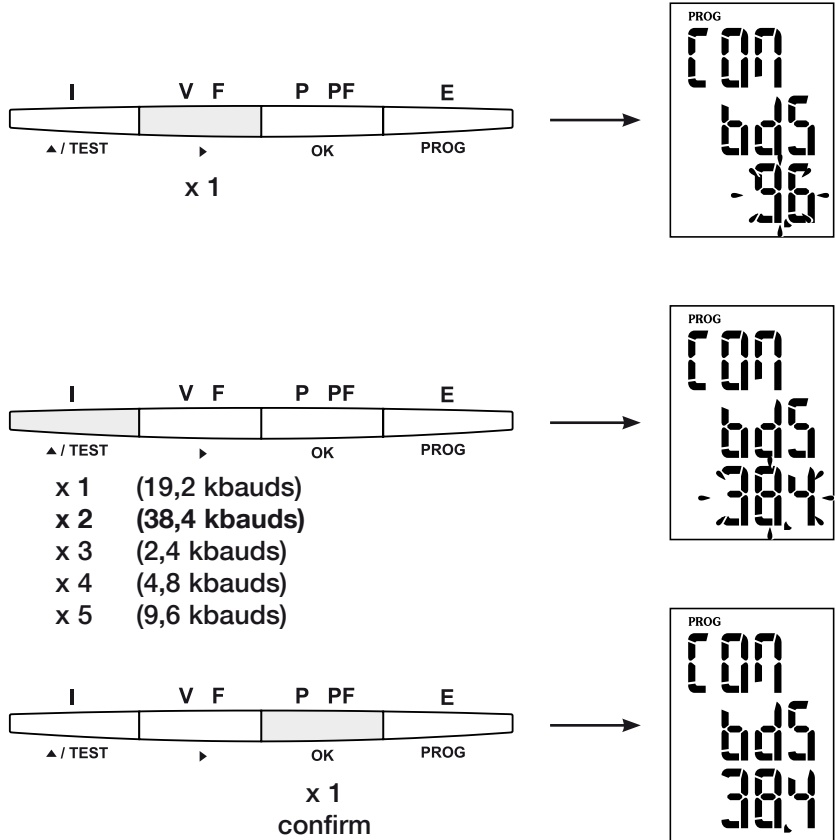 PROG
COM
I V F P PF E
bdS
▲ / TEST ▶ OK PROG
x 1
9.6
PROG
COM
I V F P PF E
bdS
▲ / TEST ▶ OK PROG
38.4
x 1 (19,2 kbauds)
x 2 (38,4 kbauds)
x 3 (2,4 kbauds)
x 4 (4,8 kbauds)
x 5 (9,6 kbauds)
PROG
COM
I V F P PF E
bdS
▲ / TEST ▶ OK PROG
38.4
x 1
confirm